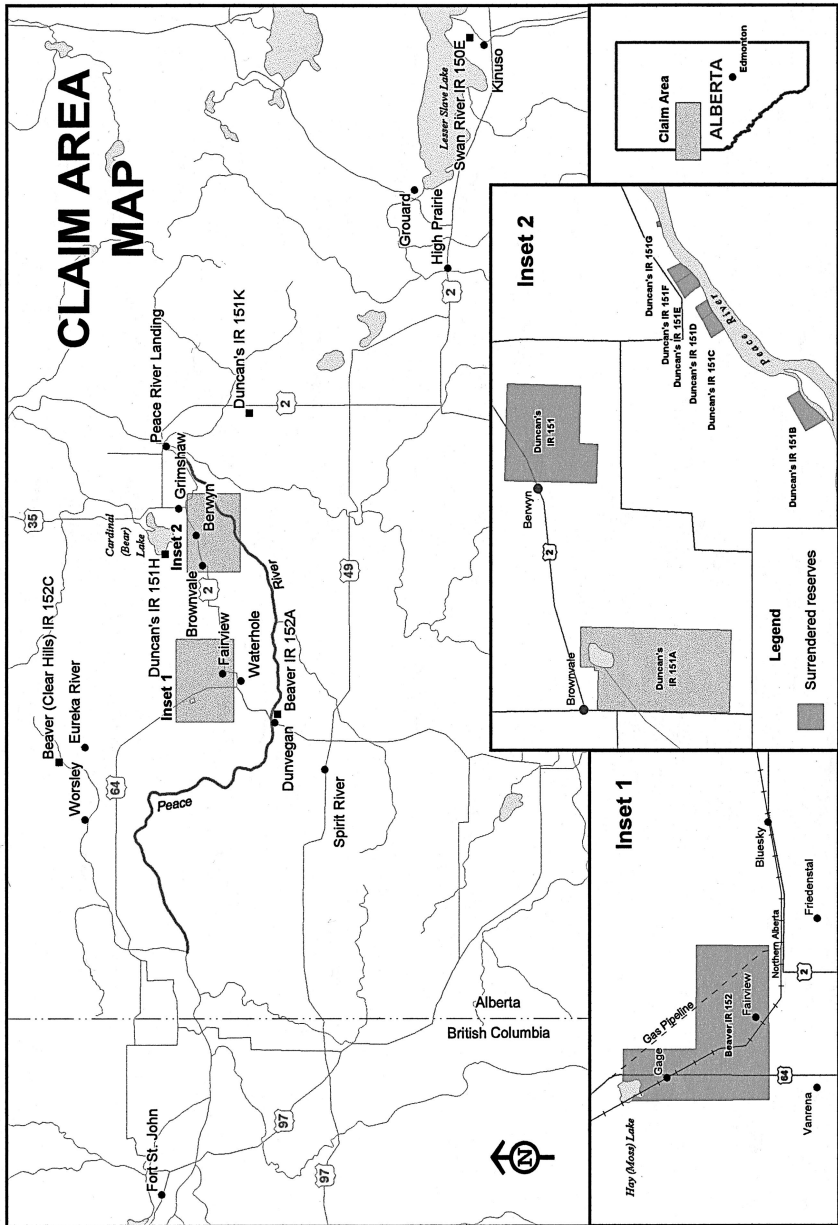 CLAIM AREA
MAP
Fort St. John
97
97
British Columbia
Alberta
Worsley
Eureka River
Beaver (Clear Hills) IR 152C
64
Peace
Inset 1
Fairview
Waterhole
Dunvegan
Beaver IR 152A
Spirit River
49
River
35
Cardinal
(Bear)
Lake
Duncan's IR 151H
Inset 2
Brownvale
2
Berwyn
Grimshaw
Peace River Landing
Duncan's IR 151K
2
Grouard
High Prairie
2
Lesser Slave Lake
Swan River IR 150E
Kinuso
N
Inset 1
Hay (Moss) Lake
Gage
Gas Pipeline
Beaver IR 152
Fairview
Northern Alberta
Bluesky
64
2
Vanrena
Friedenstal
Inset 2
Brownvale
2
Berwyn
Duncan's
IR 151
Duncan's
IR 151A
Duncan's IR 151G
Duncan's IR 151F
Duncan's IR 151E
Duncan's IR 151D
Duncan's IR 151C
Duncan's IR 151B
Peace River
Legend
Surrendered reserves
Claim Area
ALBERTA
Edmonton